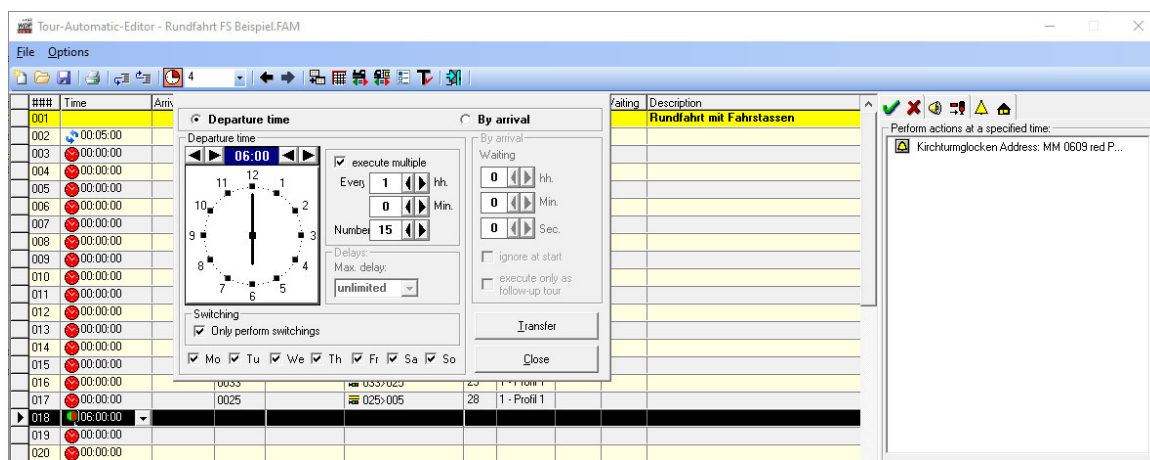 Tour-Automatic-Editor - Rundfahrt FS Beispiel.FAM
File Options
4
### Time Arriv /aiting Description
001 Rundfahrt mit Fahrstassen
002 00:05:00
003 00:00:00
004 00:00:00
005 00:00:00
006 00:00:00
007 00:00:00
008 00:00:00
009 00:00:00
010 00:00:00
011 00:00:00
012 00:00:00
013 00:00:00
014 00:00:00
015 00:00:00
016 00:00:00 0033 033>025 25 1 - Profil 1
017 00:00:00 0025 025>005 28 1 - Profil 1
018 06:00:00
019 00:00:00
020 00:00:00
Departure time By arrival
Departure time
06:00
12
1
2
3
4
5
6
7
8
9
10
11
execute multiple
Every 1 hh.
0 Min.
Number 15
Delays:
Max. delay:
unlimited
Switching
Only perform switchings
Mo Tu We Th Fr Sa So
By arrival
Waiting
0 hh.
0 Min.
0 Sec.
ignore at start
execute only as
follow-up tour
Transfer
Close
Perform actions at a specified time:
Kirchturmglocken Address: MM 0609 red P...